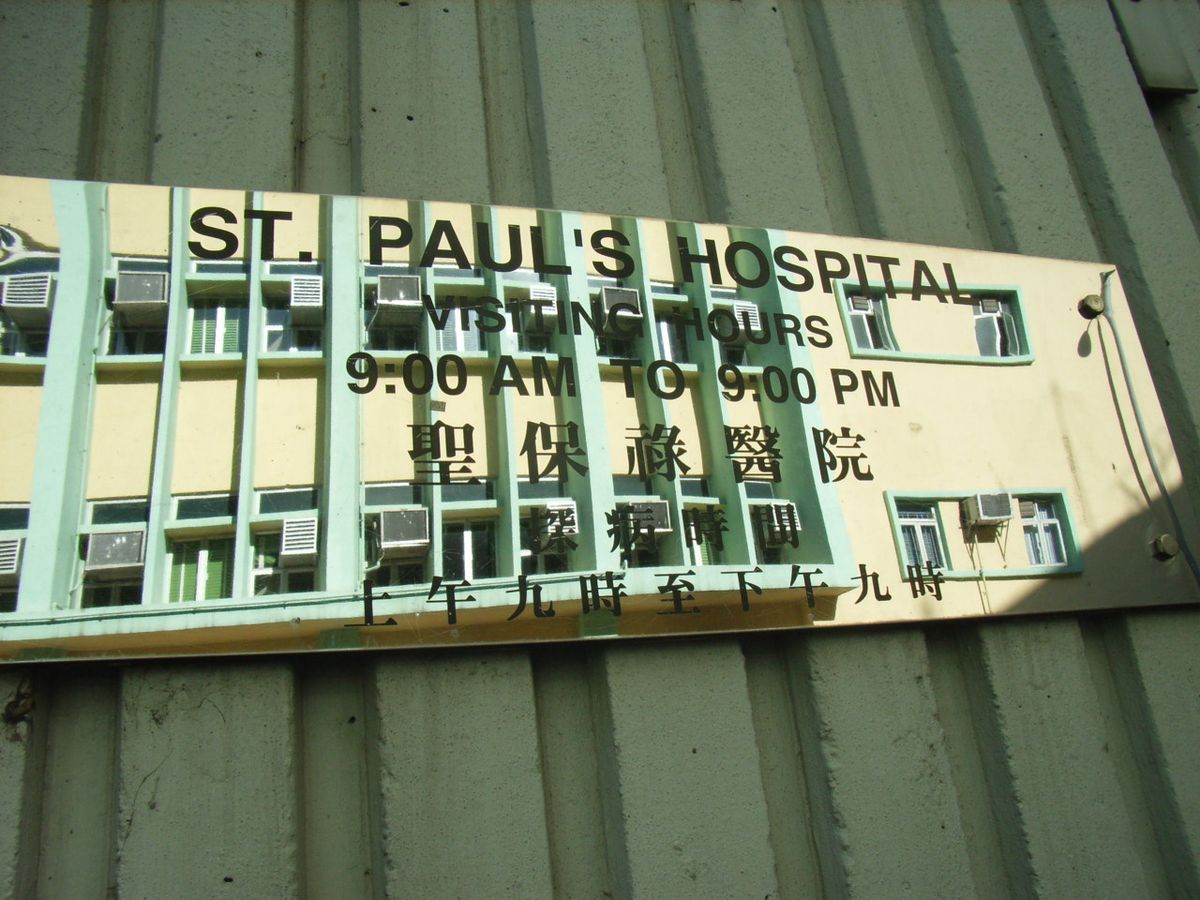 ST. PAUL'S HOSPITAL
VISITING HOURS
9:00 AM TO 9:00 PM
聖保祿醫院
探病時間
上午九時至下午九時